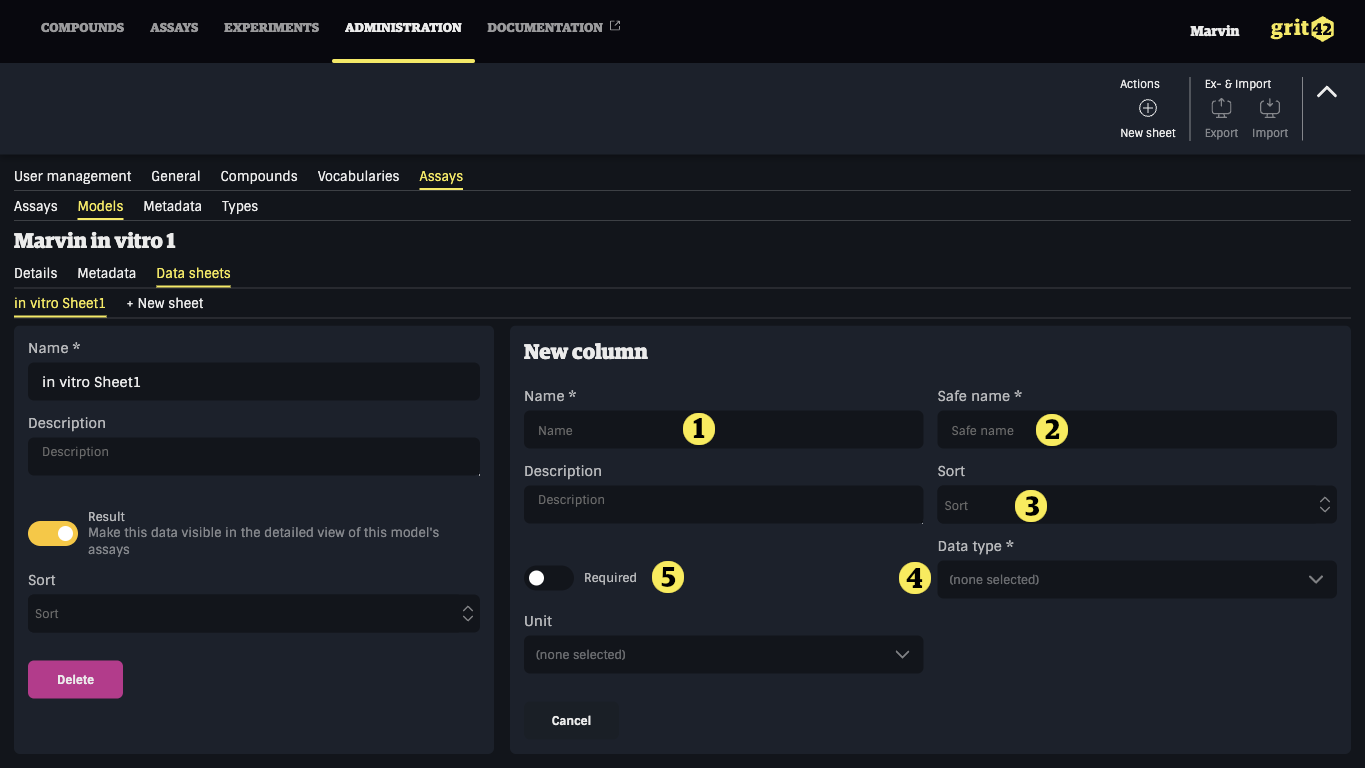 COMPOUNDS ASSAYS EXPERIMENTS ADMINISTRATION DOCUMENTATION Marvin grit42
Actions Ex- & Import
New sheet Export Import
User management General Compounds Vocabularies Assays
Assays Models Metadata Types
Marvin in vitro 1
Details Metadata Data sheets
in vitro Sheet1 + New sheet
Name *
in vitro Sheet1
Description
Description
Result
Make this data visible in the detailed view of this model's
assays
Sort
Sort
Delete
New column
Name * Safe name *
Name 1 Safe name 2
Description Sort
Description Sort 3
Data type *
5 Required 4 (none selected)
Unit
(none selected)
Cancel